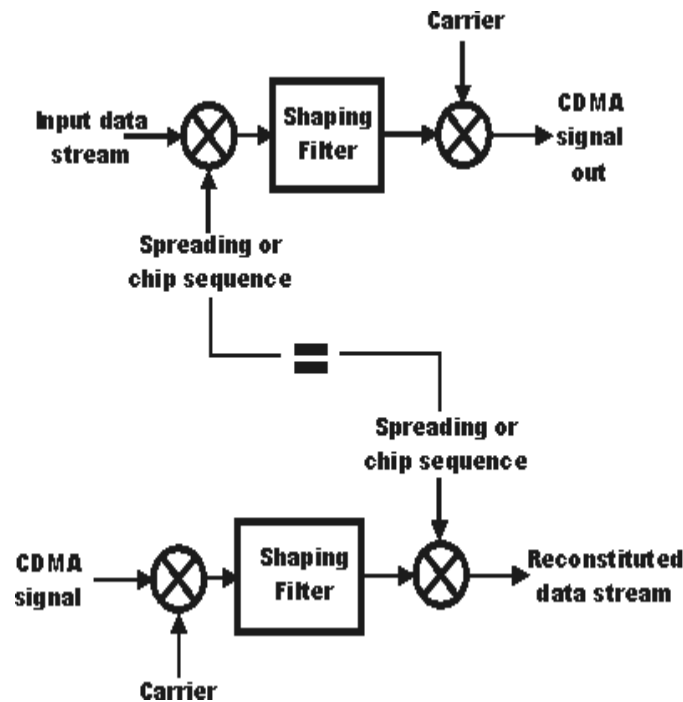 Carrier
Input data
stream
Shaping
Filter
CDMA
signal
out
Spreading or
chip sequence
=
Spreading or
chip sequence
CDMA
signal
Shaping
Filter
Reconstituted
data stream
Carrier